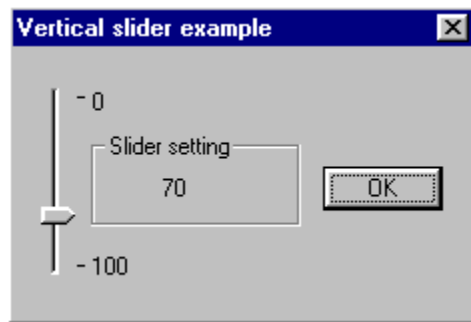 Vertical slider example
- 0
Slider setting
70
OK
- 100